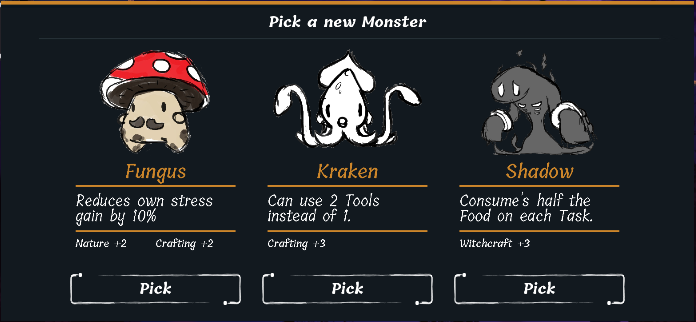 Pick a new Monster
Fungus
Reduces own stress
gain by 10%
Nature +2 Crafting +2
Pick
Kraken
Can use 2 Tools
instead of 1.
Crafting +3
Pick
Shadow
Consume's half the
Food on each Task.
Witchcraft +3
Pick